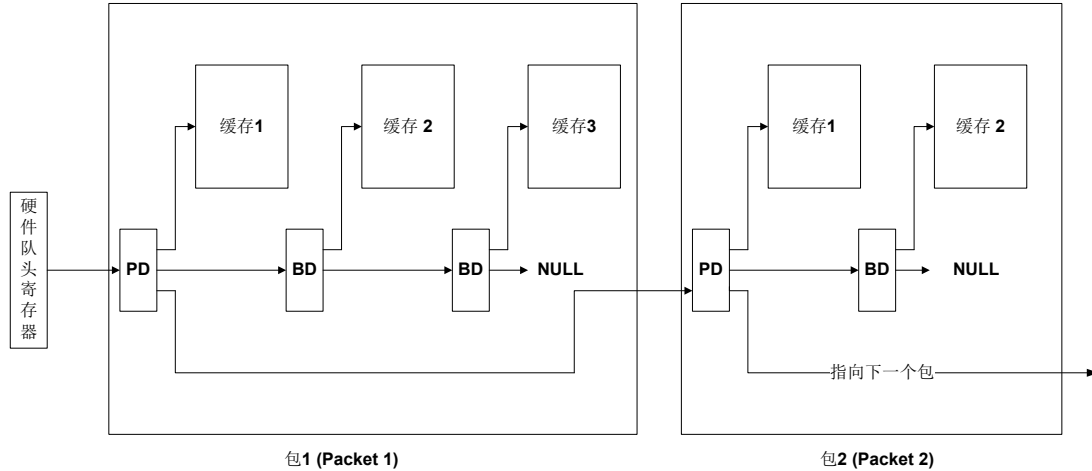 缓存1
缓存 2
缓存3
缓存1
缓存 2
硬件队头寄存器
PD
BD
BD
NULL
PD
BD
NULL
指向下一个包
包1 (Packet 1)
包2 (Packet 2)